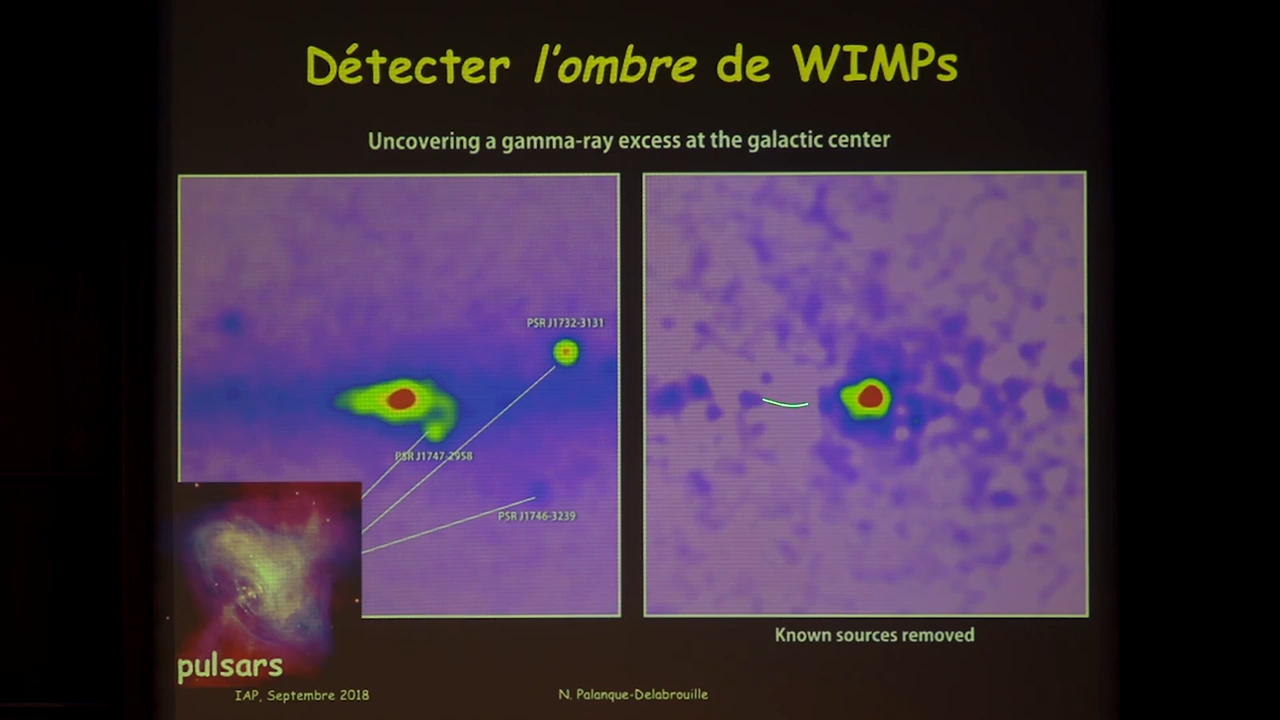 Détecter l'ombre de WIMPs
Uncovering a gamma-ray excess at the galactic center
PSR J1732-3131
PSR J1747-2958
PSR J1746-3239
Known sources removed
pulsars
IAP, Septembre 2018
N. Palanque-Delabrouille